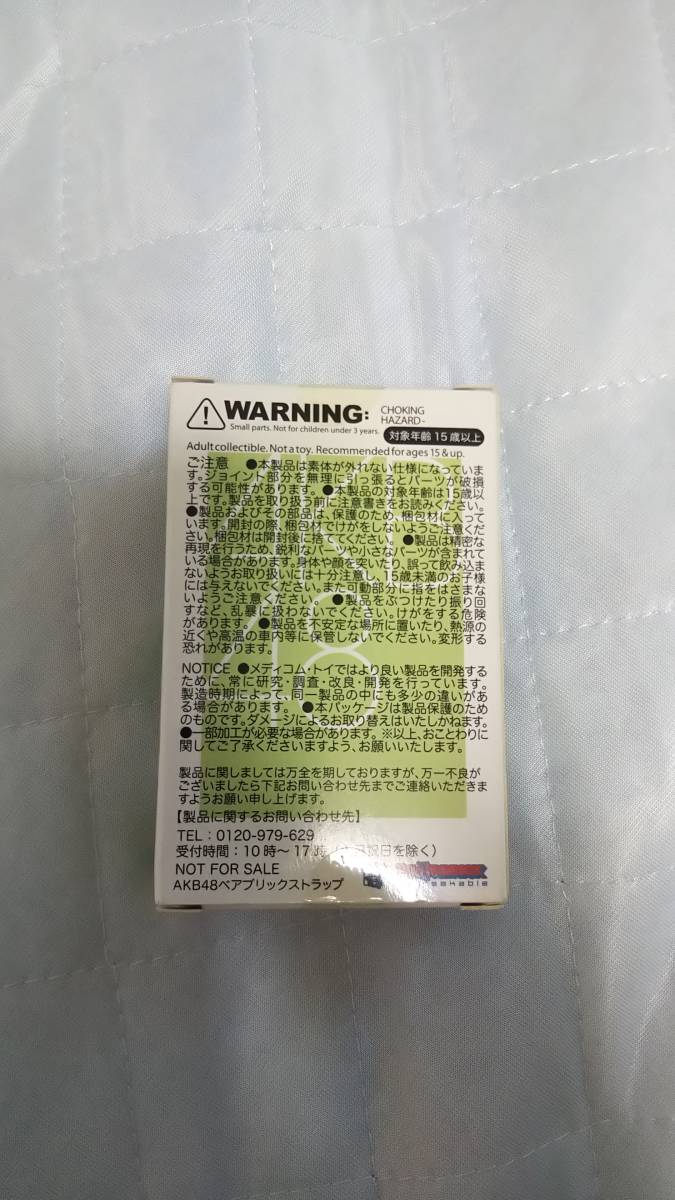 WARNING: CHOKING
HAZARD-
Small parts. Not for children under 3 years.
対象年齢 15歳以上
Adult collectible. Not a toy. Recommended for ages 15 & up.
ご注意 ●本製品は素体が外れない仕様になっていま
す。ジョイント部分を無理に引っ張るとパーツが破損
する可能性があります。●本製品の対象年齢は15歳以
上です。製品を取り扱う前に注意書きをお読みください。
●製品およびその部品は、保護のため、梱包材に入って
います。開封の際、梱包材でけがをしないようご注意くだ
さい。梱包材は開封後に捨ててください。 ●製品は精密な
再現を行うため、鋭利なパーツや小さなパーツが含まれて
いる場合があります。身体や顔を突いたり、誤って飲み込ま
ないようお取り扱いには十分注意し、15歳未満のお子様
には与えないでください。また可動部分に指をはさまな
いようご注意ください。 ●製品をぶつけたり振り回
すなど、乱暴に扱わないでください。けがをする危険
があります。 ●製品を不安定な場所に置いたり、熱源の
近くや高温の車内等に保管しないでください。変形する
恐れがあります。
NOTICE ●メディコム・トイではより良い製品を開発する
ために、常に研究・調査・改良・開発を行っています。
製造時期によって、同一製品の中にも多少の違いがあ
る場合があります。 ●本パッケージは製品保護のため
のものです。ダメージによるお取り替えはいたしかねます。
●一部加工が必要な場合があります。※以上、おことわりに
関してご了承くださいますよう、お願いいたします。
製品に関しましては万全を期しておりますが、万一不良が
ございましたら下記お問い合わせ先までご連絡いただきま
すようお願い申し上げます。
【製品に関するお問い合わせ先】
TEL：0120-979-629
受付時間：10時～17時 祝日を除く）
NOT FOR SALE
AKB48ベアブリックストラップ
48